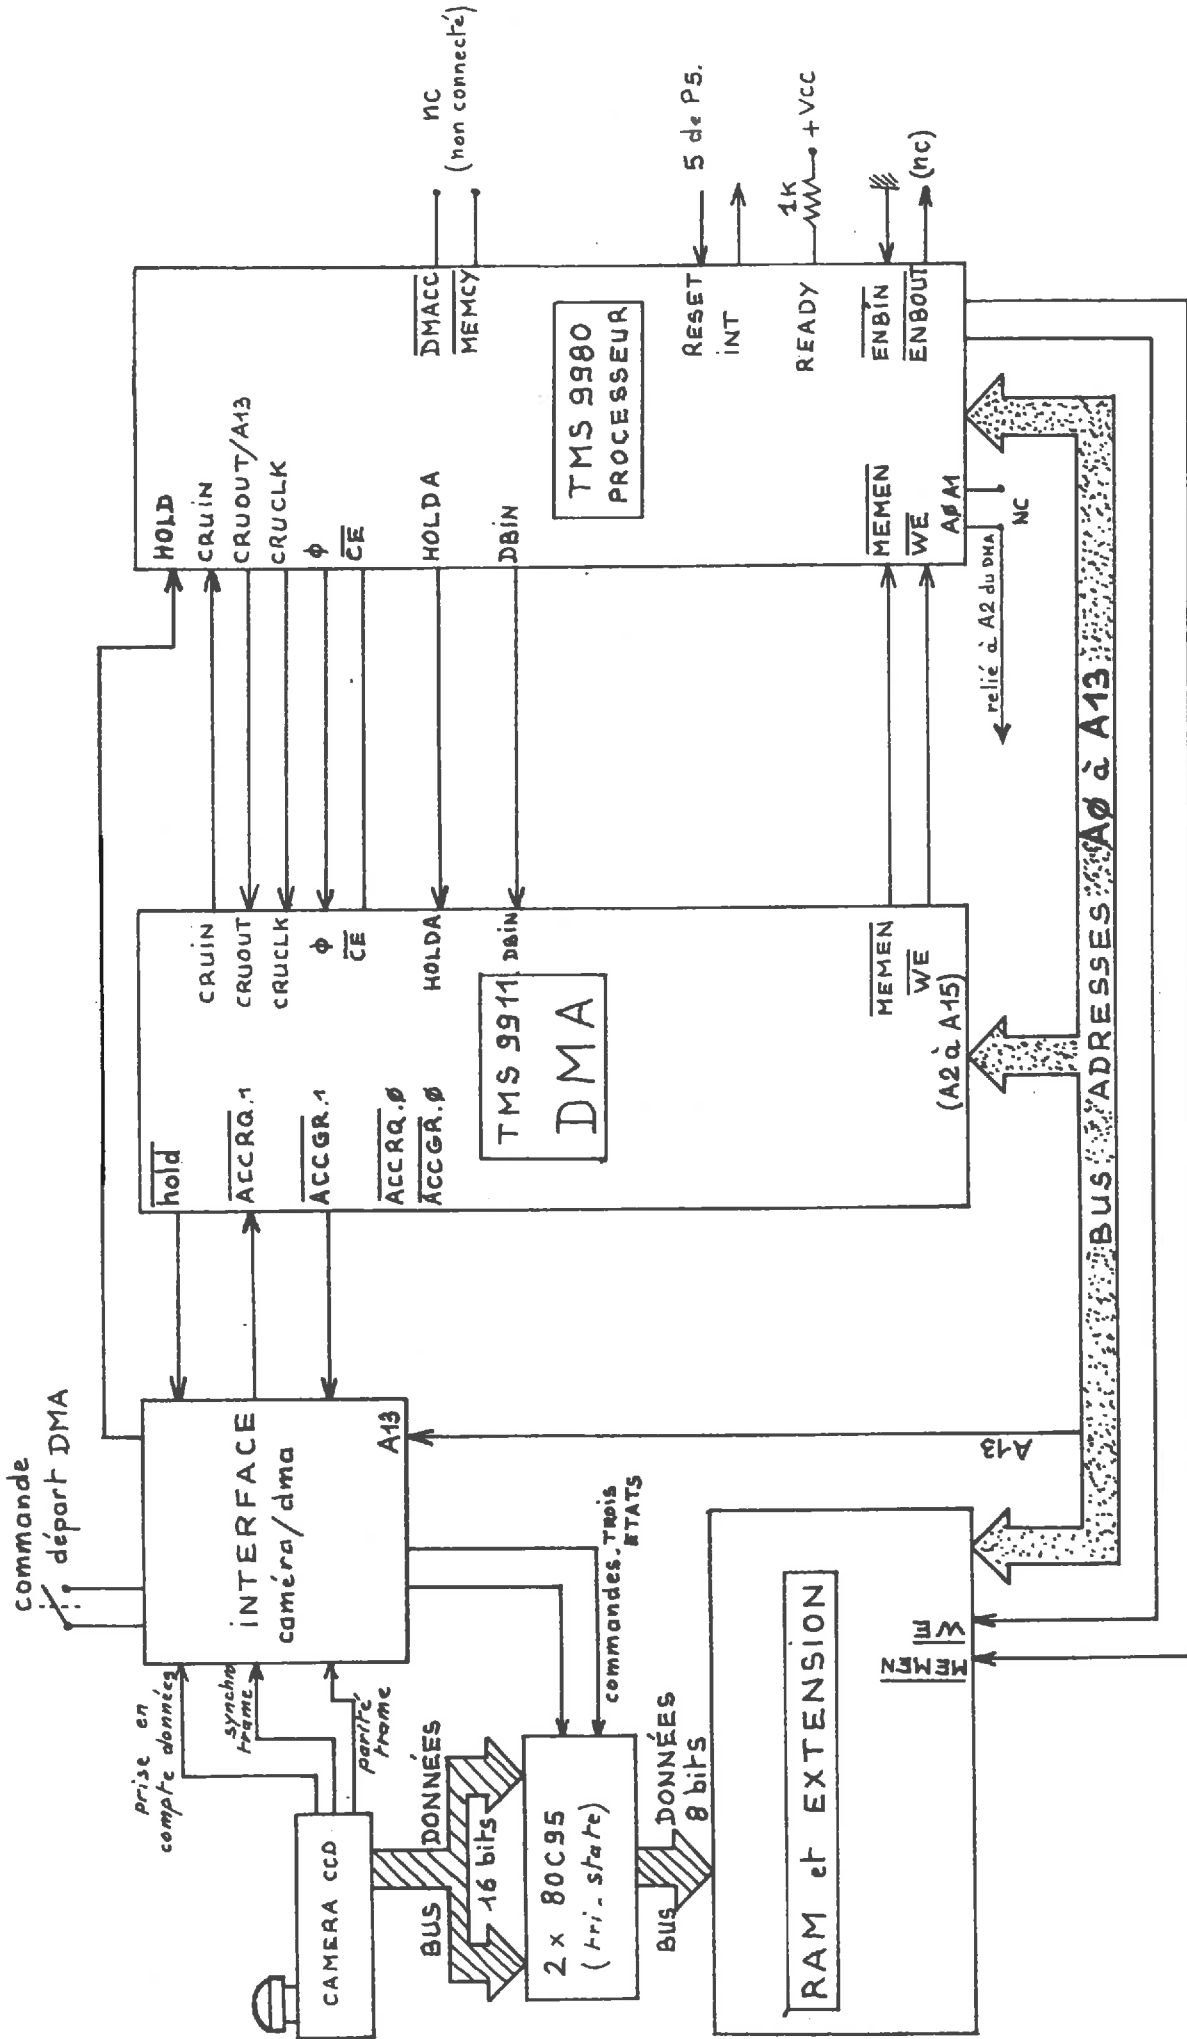 commande
départ DMA
prise en
compte données
synchro
trame
parité
trame
CAMERA CCD
INTERFACE
caméra/dma
A13
BUS DONNÉES
16 bits
2 x 80C95
(tri-state)
commandes. TROIS
ETATS
BUS DONNÉES
8 bits
RAM et EXTENSION
MEMEN
WE
A13
BUS ADRESSES AØ à A13
hold
ACCRQ.1
ACCGR.1
ACCRQ.Ø
ACCGR.Ø
TMS 9911
DMA
CRUIN
CRUOUT
CRUCLK
ϕ
CE
HOLDA
DBIN
MEMEN
WE
(A2 à A15)
HOLD
CRUIN
CRUOUT/A13
CRUCLK
ϕ
CE
HOLDA
DBIN
MEMEN
WE
AØ A1
NC
relié à A2 du DMA
TMS 9980
PROCESSEUR
DMACC
MEMCY
nc
(non connecté)
RESET
INT
5 de P5.
READY
1K
+VCC
ENBIN
ENBOUT
(nc)